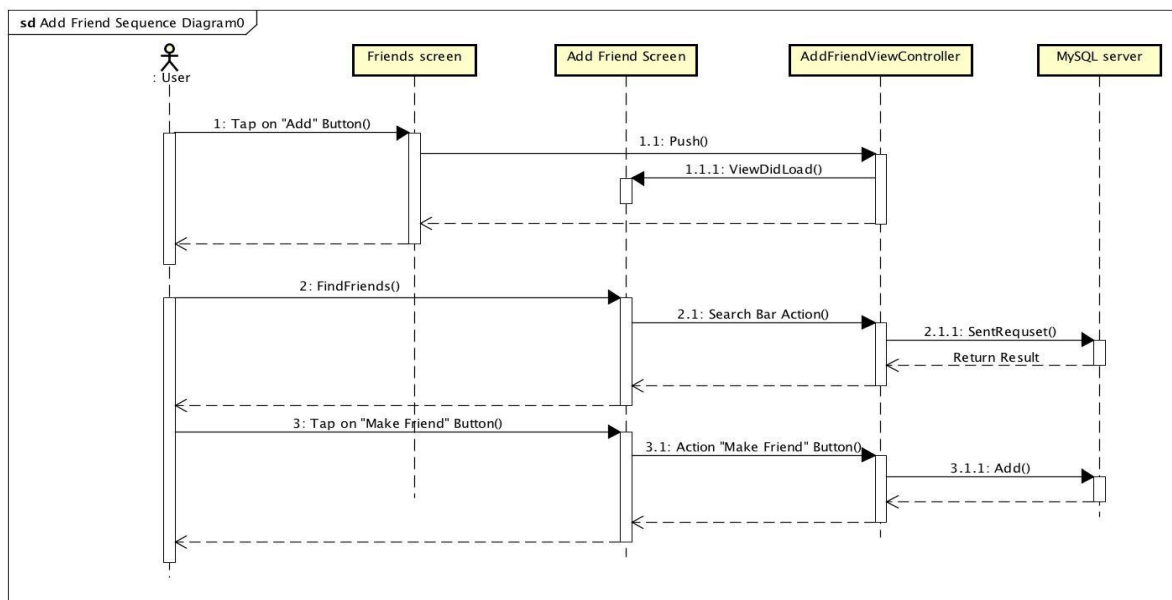 sd Add Friend Sequence Diagram0
: User
Friends screen
Add Friend Screen
AddFriendViewController
MySQL server
1: Tap on "Add" Button()
1.1: Push()
1.1.1: ViewDidLoad()
2: FindFriends()
2.1: Search Bar Action()
2.1.1: SentRequset()
Return Result
3: Tap on "Make Friend" Button()
3.1: Action "Make Friend" Button()
3.1.1: Add()